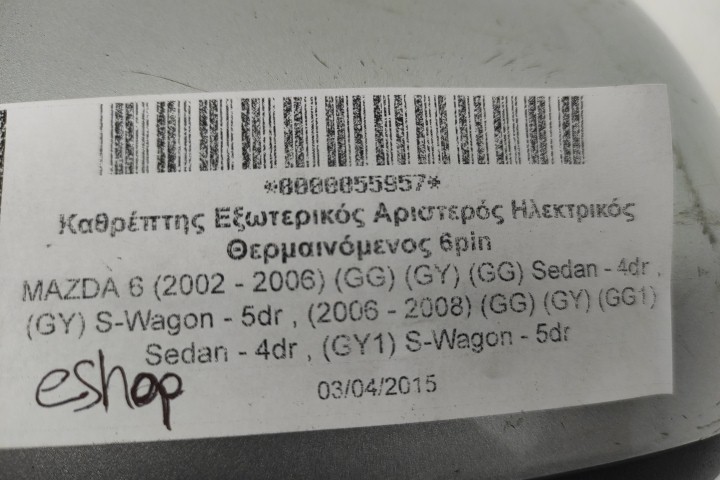 *0000055957*
Καθρέπτης Εξωτερικός Αριστερός Ηλεκτρικός
Θερμαινόμενος 6pin
MAZDA 6 (2002 - 2006) (GG) (GY) (GG) Sedan - 4dr ,
(GY) S-Wagon - 5dr , (2006 - 2008) (GG) (GY) (GG1)
Sedan - 4dr , (GY1) S-Wagon - 5dr
eshop
03/04/2015